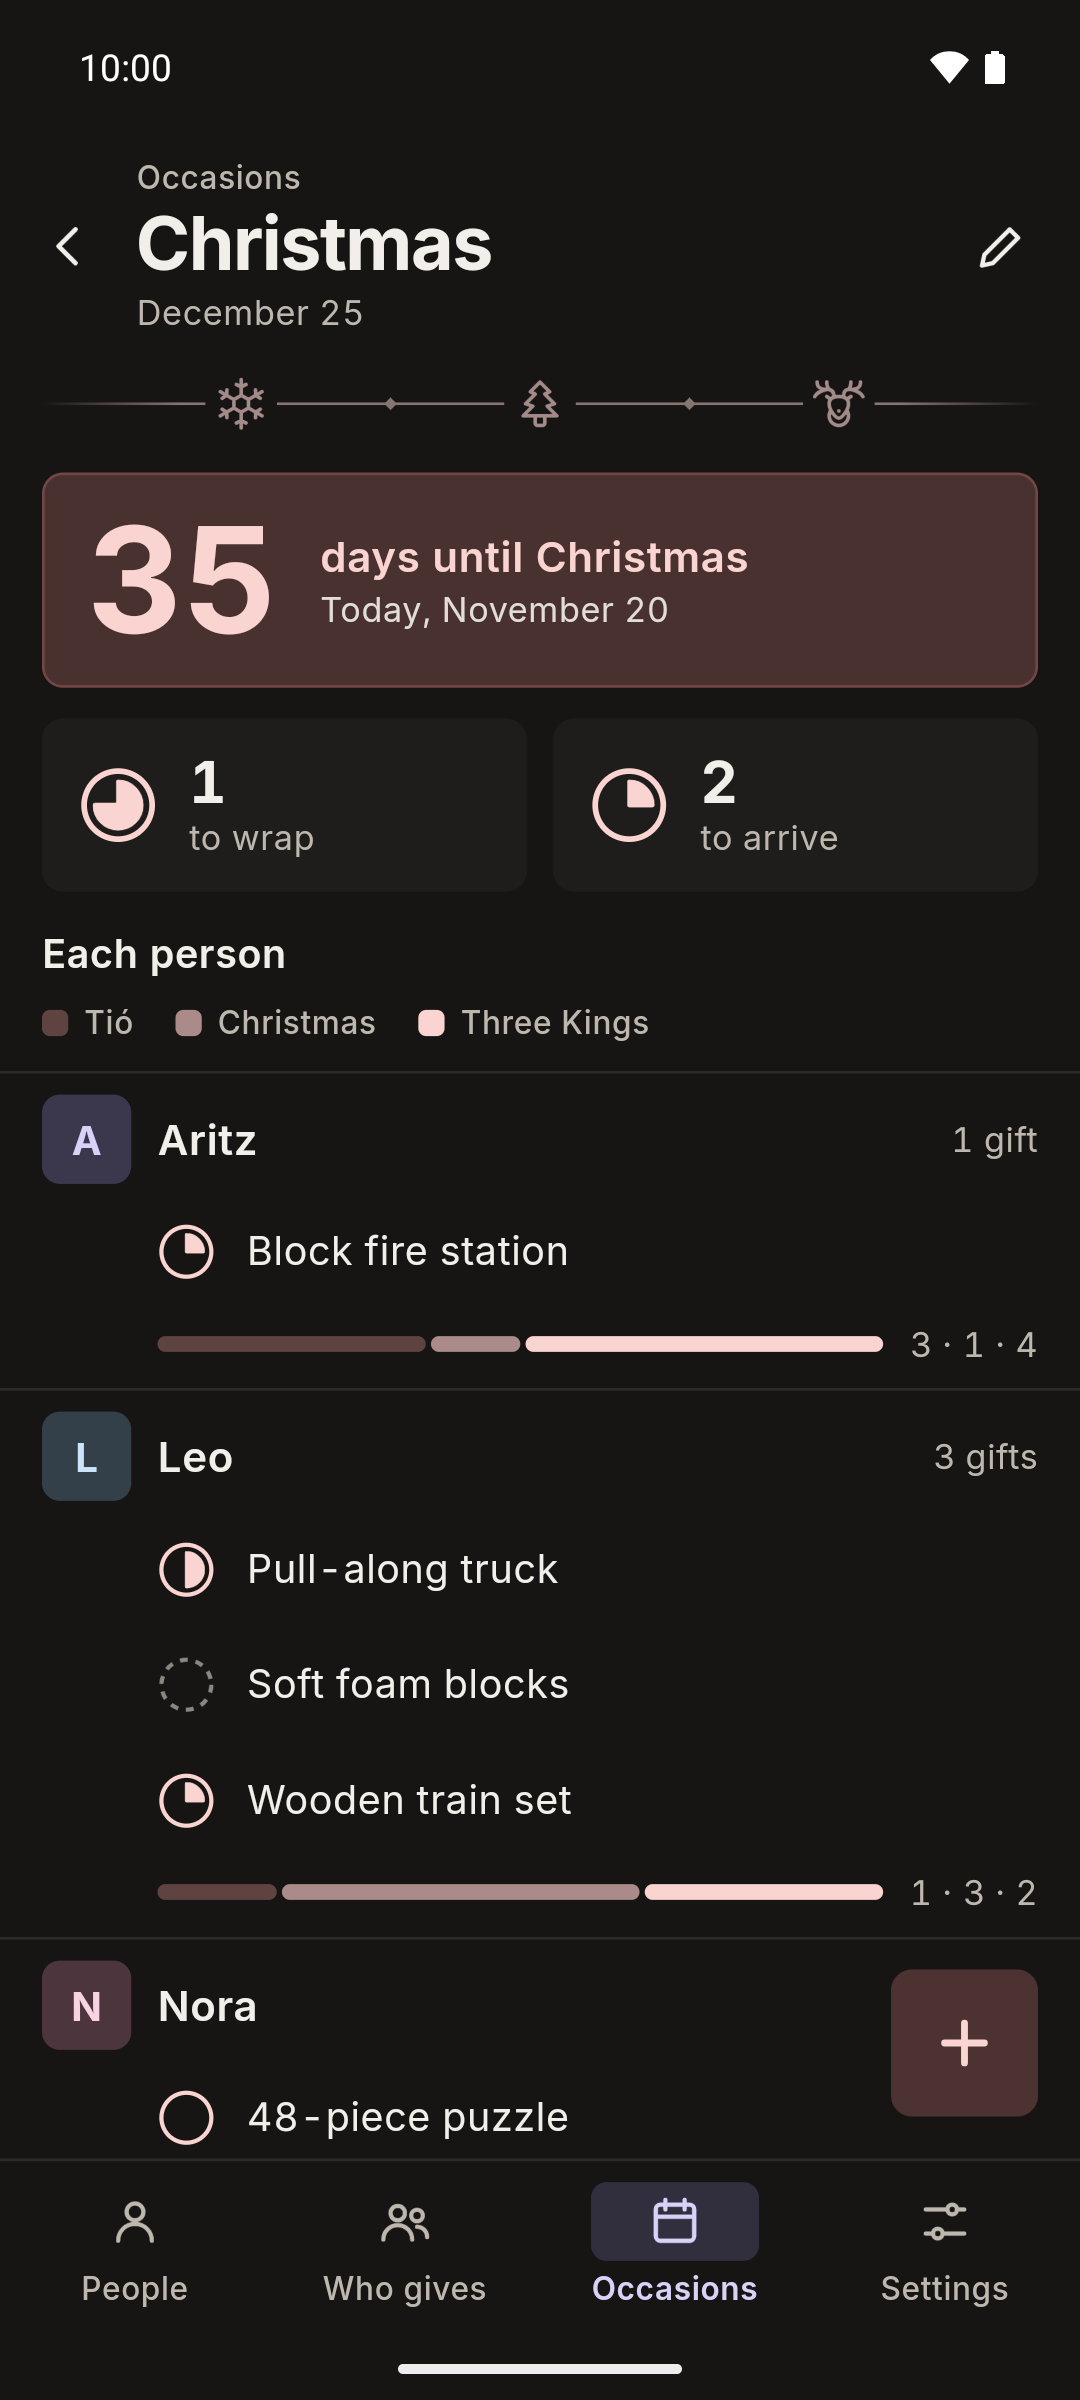 10:00
Occasions
Christmas
December 25
35
days until Christmas
Today, November 20
1
to wrap
2
to arrive
Each person
Tió
Christmas
Three Kings
A
Aritz
1 gift
Block fire station
3 · 1 · 4
L
Leo
3 gifts
Pull-along truck
Soft foam blocks
Wooden train set
1 · 3 · 2
N
Nora
48-piece puzzle
People
Who gives
Occasions
Settings